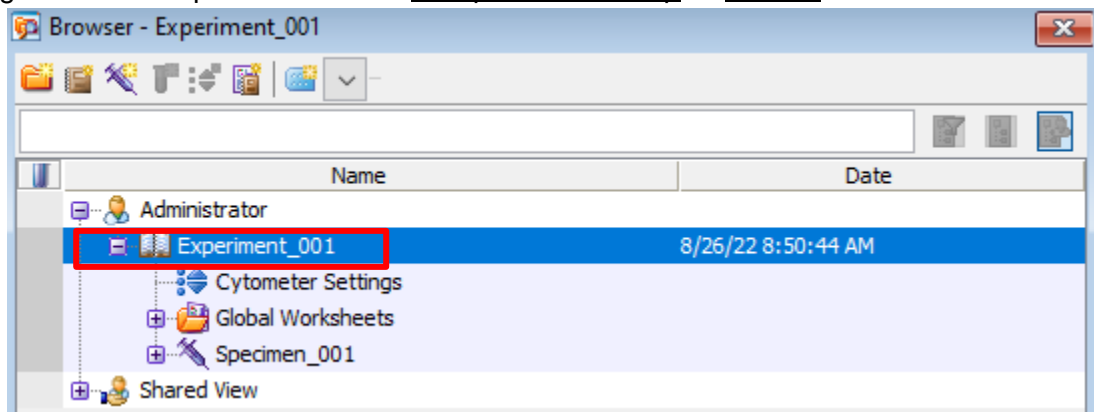 Browser - Experiment_001
Name Date
Administrator
Experiment_001 8/26/22 8:50:44 AM
Cytometer Settings
Global Worksheets
Specimen_001
Shared View